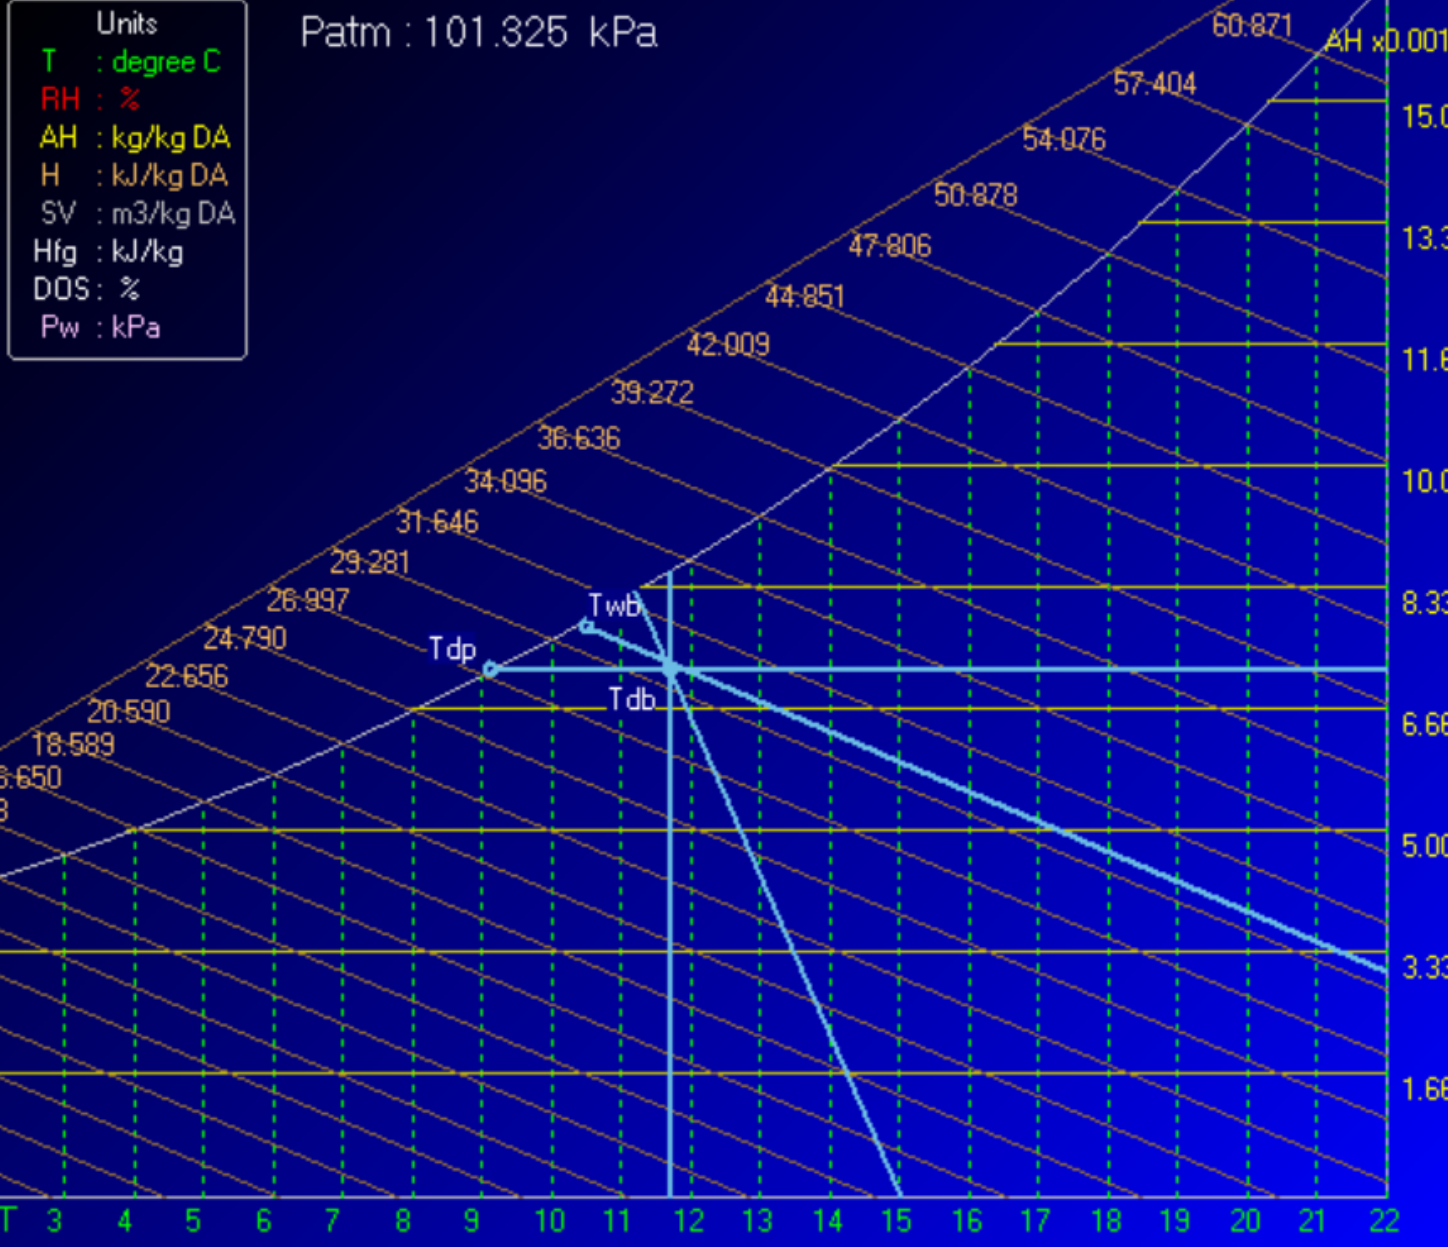 Units
T : degree C
RH : %
AH : kg/kg DA
H : kJ/kg DA
SV : m3/kg DA
Hfg : kJ/kg
DOS : %
Pw : kPa
Patm : 101.325 kPa
60.871
AH x0.001
57.404
15.0
54.076
50.878
13.3
47.806
44.851
42.009
11.6
39.272
36.636
34.096
10.0
31.646
29.281
26.997
Twb
8.33
24.790
Tdp
22.656
Tdb
20.590
6.66
18.589
6.650
3
5.00
3.33
1.66
T 3 4 5 6 7 8 9 10 11 12 13 14 15 16 17 18 19 20 21 22